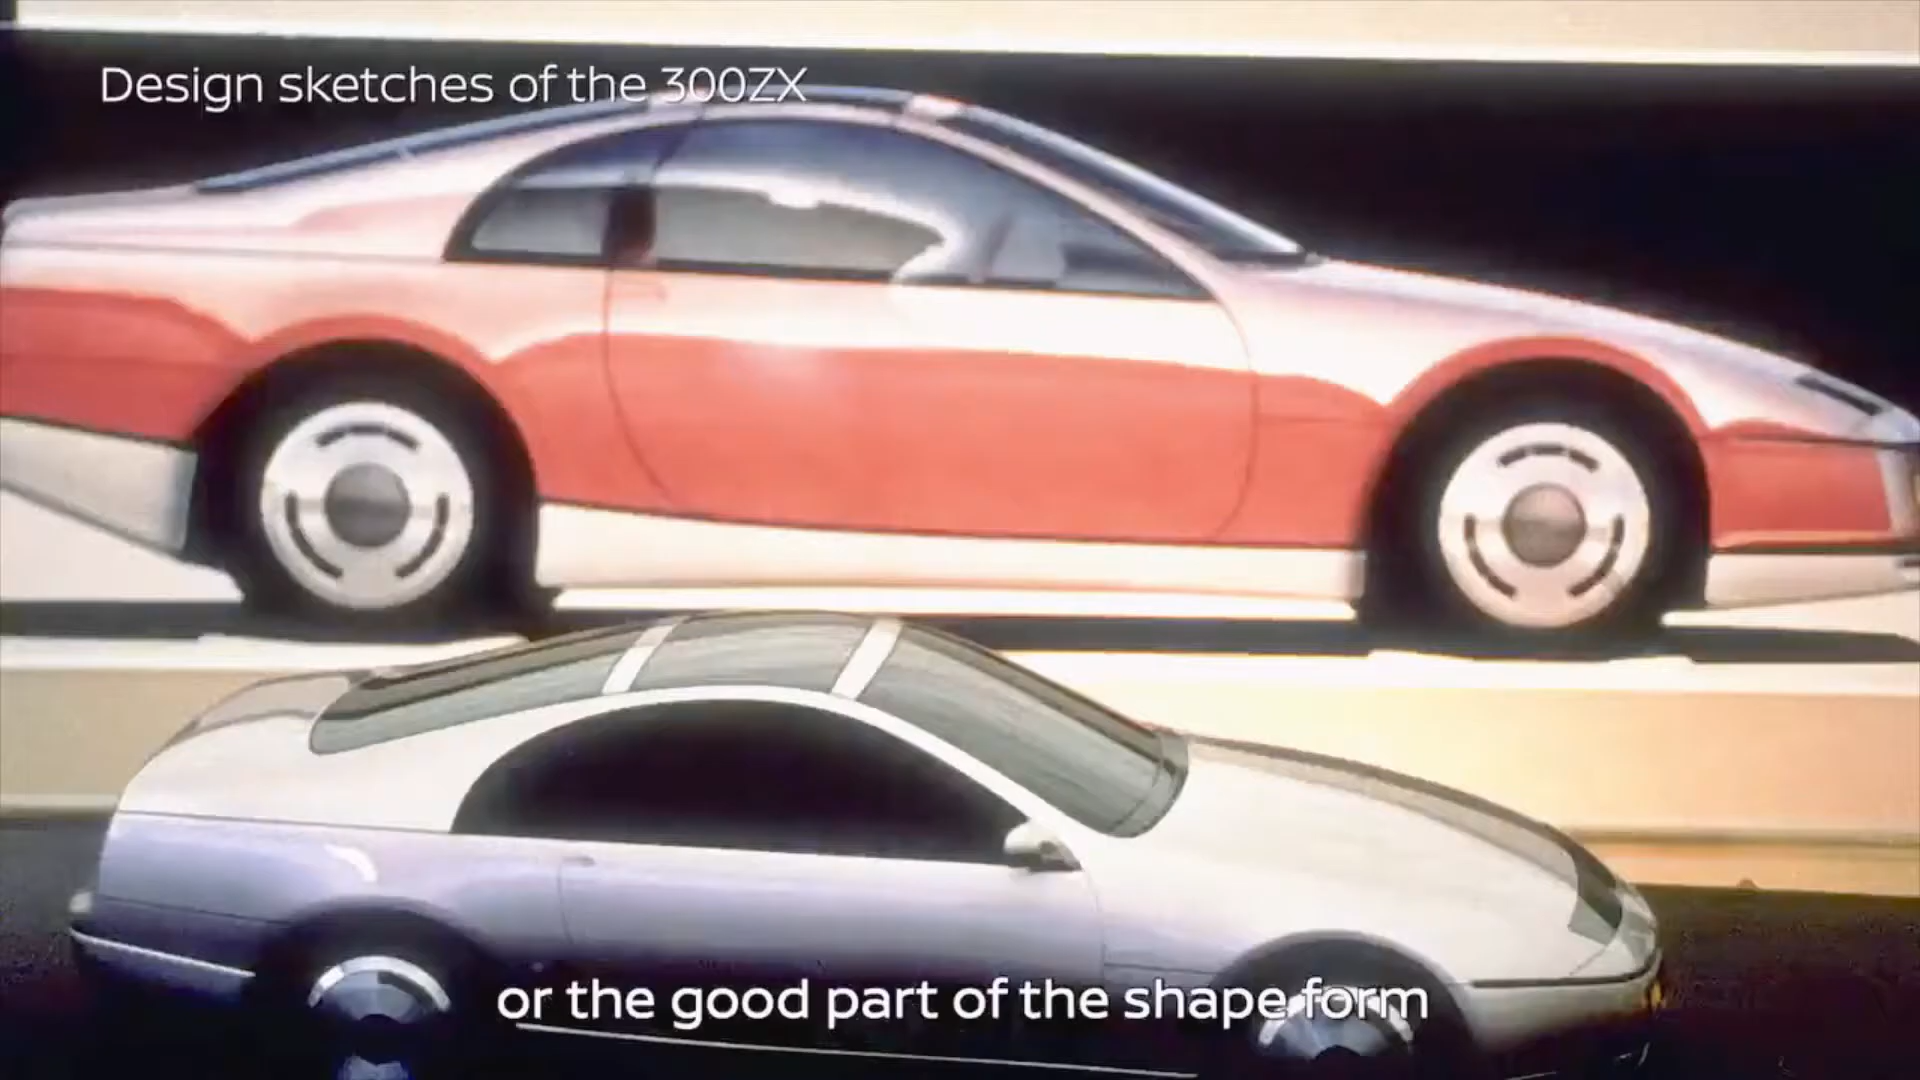 Design sketches of the 300ZX
or the good part of the shape form